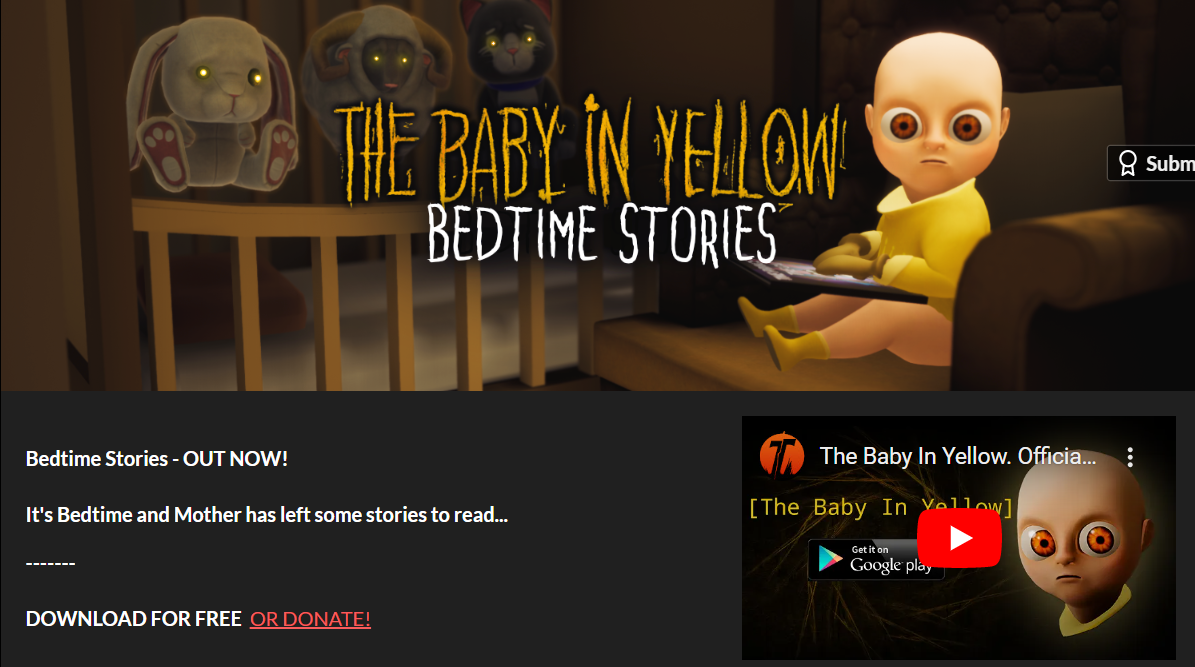 THE BABY IN YELLOW
BEDTIME STORIES
Subm
Bedtime Stories - OUT NOW!
It's Bedtime and Mother has left some stories to read...
-------
DOWNLOAD FOR FREE OR DONATE!
The Baby In Yellow. Officia...
[The Baby In Yellow]
Get it on
Google play